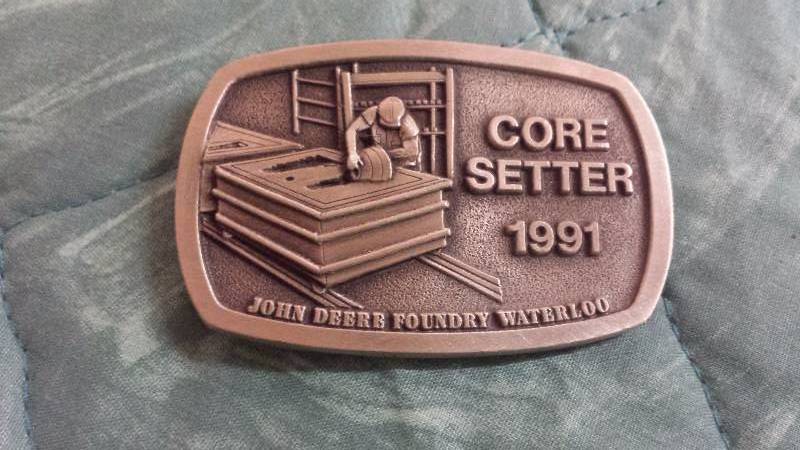 CORE
SETTER
1991
JOHN DEERE FOUNDRY WATERLOO